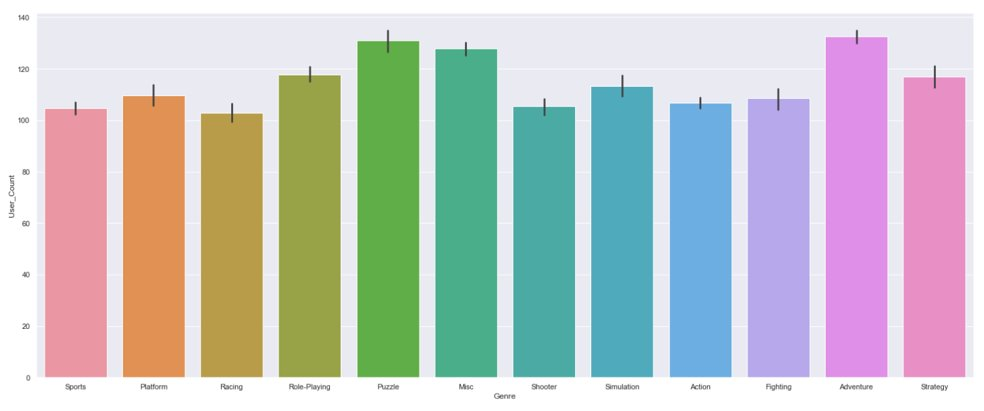 140
120
100
80
60
40
20
0
User_Count
Sports Platform Racing Role-Playing Puzzle Misc Shooter Simulation Action Fighting Adventure Strategy
Genre